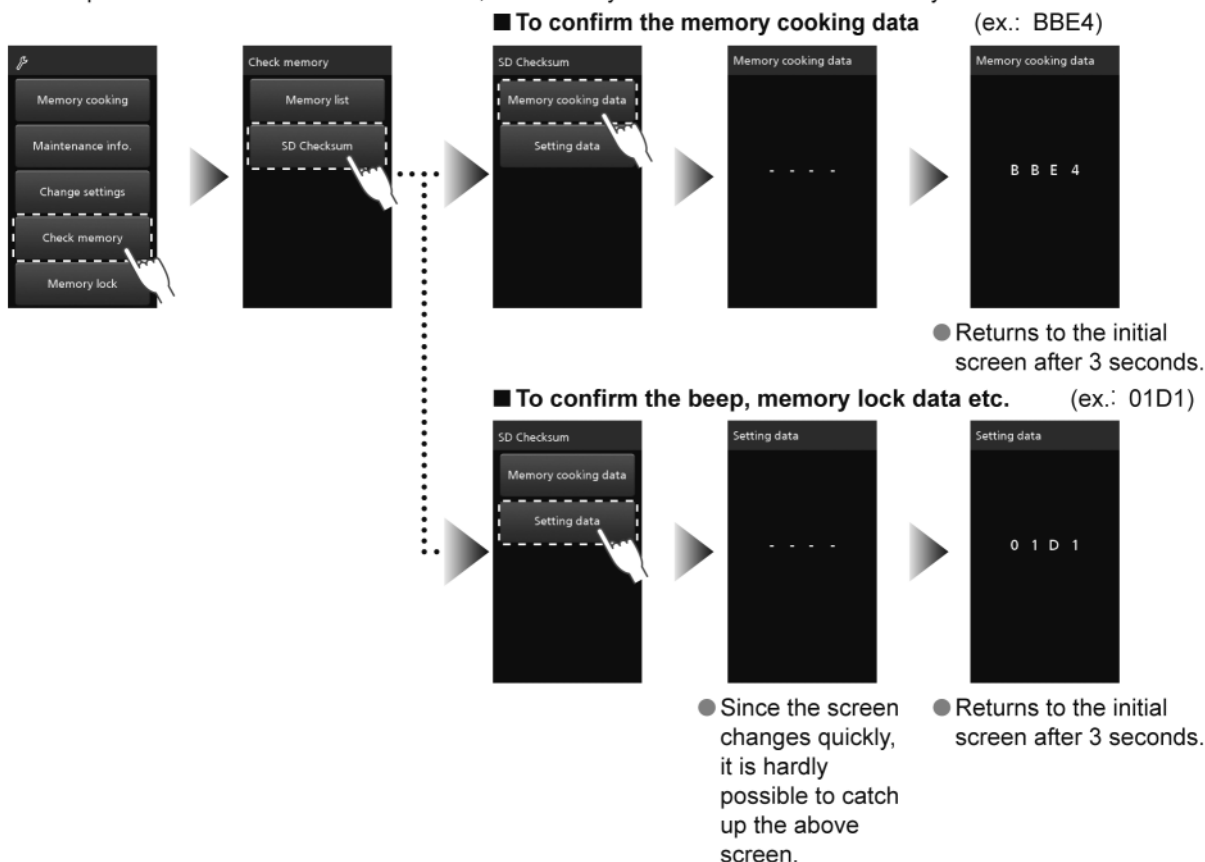 ■ To confirm the memory cooking data (ex.: BBE4)
Memory cooking
Maintenance info.
Change settings
Check memory
Memory lock
Check memory
Memory list
SD Checksum
SD Checksum
Memory cooking data
Setting data
Memory cooking data
- - - -
Memory cooking data
B B E 4
● Returns to the initial
screen after 3 seconds.
■ To confirm the beep, memory lock data etc. (ex.: 01D1)
SD Checksum
Memory cooking data
Setting data
Setting data
- - - -
Setting data
0 1 D 1
● Since the screen
changes quickly,
it is hardly
possible to catch
up the above
screen.
● Returns to the initial
screen after 3 seconds.